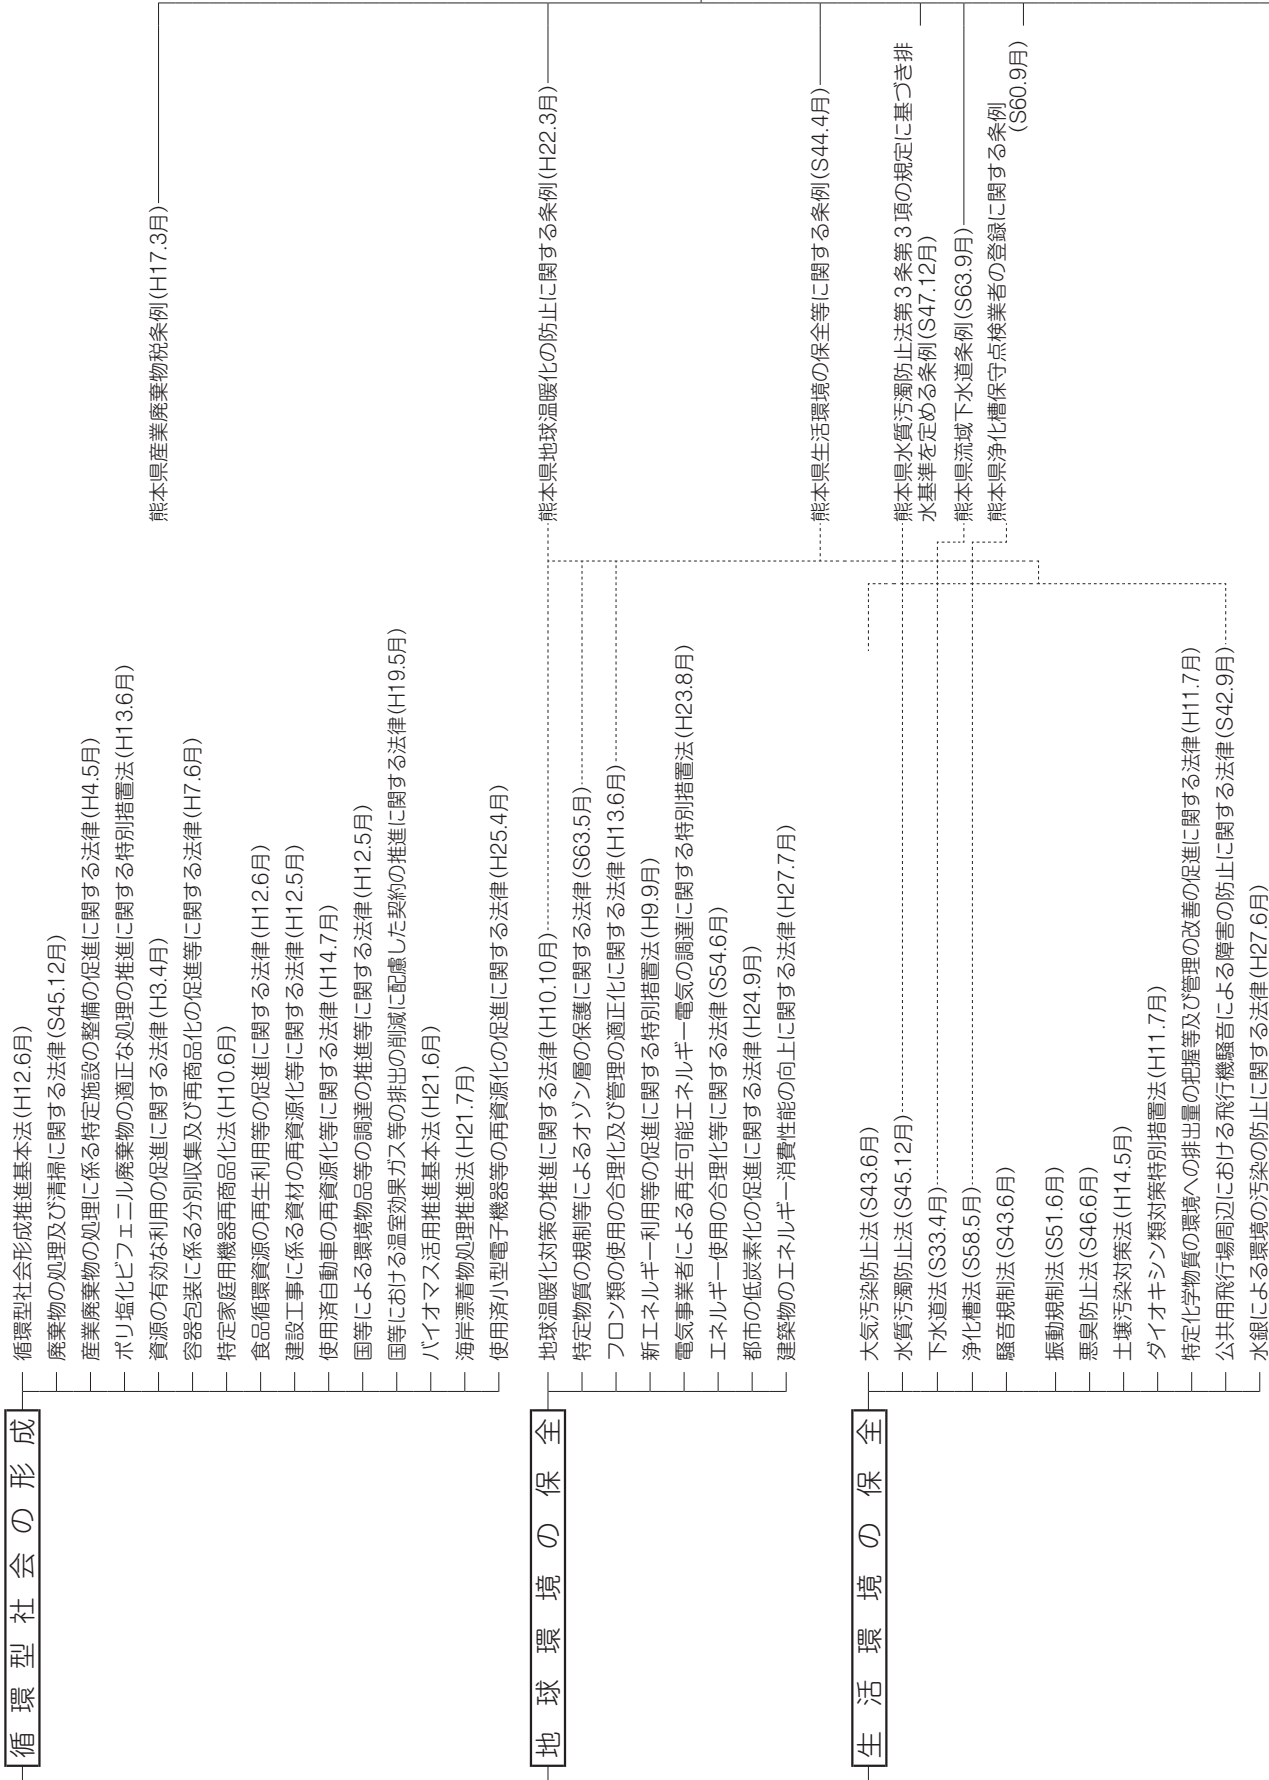 循環型社会の形成
循環型社会形成推進基本法(H12.6月)
廃棄物の処理及び清掃に関する法律(S45.12月)
産業廃棄物の処理に係る特定施設の整備の促進に関する法律(H4.5月)
ポリ塩化ビフェニル廃棄物の適正な処理の推進に関する特別措置法(H13.6月)
資源の有効な利用の促進に関する法律(H3.4月)
容器包装に係る分別収集及び再商品化の促進等に関する法律(H7.6月)
特定家庭用機器再商品化法(H10.6月)
食品循環資源の再生利用等の促進に関する法律(H12.6月)
建設工事に係る資材の再資源化等に関する法律(H12.5月)
使用済自動車の再資源化等に関する法律(H14.7月)
国等による環境物品等の調達の推進等に関する法律(H12.5月)
国等における温室効果ガス等の排出の削減に配慮した契約の推進に関する法律(H19.5月)
バイオマス活用推進基本法(H21.6月)
海岸漂着物処理推進法(H21.7月)
使用済小型電子機器等の再資源化の促進に関する法律(H25.4月)
熊本県産業廃棄物税条例(H17.3月)
地球環境の保全
地球温暖化対策の推進に関する法律(H10.10月)
特定物質の規制等によるオゾン層の保護に関する法律(S63.5月)
フロン類の使用の合理化及び管理の適正化に関する法律(H13.6月)
新エネルギー利用等の促進に関する特別措置法(H9.9月)
電気事業者による再生可能エネルギー電気の調達に関する特別措置法(H23.8月)
エネルギー使用の合理化等に関する法律(S54.6月)
都市の低炭素化の促進に関する法律(H24.9月)
建築物のエネルギー消費性能の向上に関する法律(H27.7月)
熊本県地球温暖化の防止に関する条例(H22.3月)
熊本県生活環境の保全等に関する条例(S44.4月)
生活環境の保全
大気汚染防止法(S43.6月)
水質汚濁防止法(S45.12月)
下水道法(S33.4月)
浄化槽法(S58.5月)
騒音規制法(S43.6月)
振動規制法(S51.6月)
悪臭防止法(S46.6月)
土壌汚染対策法(H14.5月)
ダイオキシン類対策特別措置法(H11.7月)
特定化学物質の環境への排出量の把握等及び管理の改善の促進に関する法律(H11.7月)
公共用飛行場周辺における飛行機騒音による障害の防止に関する法律(S42.9月)
水銀による環境の汚染の防止に関する法律(H27.6月)
熊本県水質汚濁防止法第3条第3項の規定に基づき排
水基準を定める条例(S47.12月)
熊本県流域下水道条例(S63.9月)
熊本県浄化槽保守点検業者の登録に関する条例
(S60.9月)